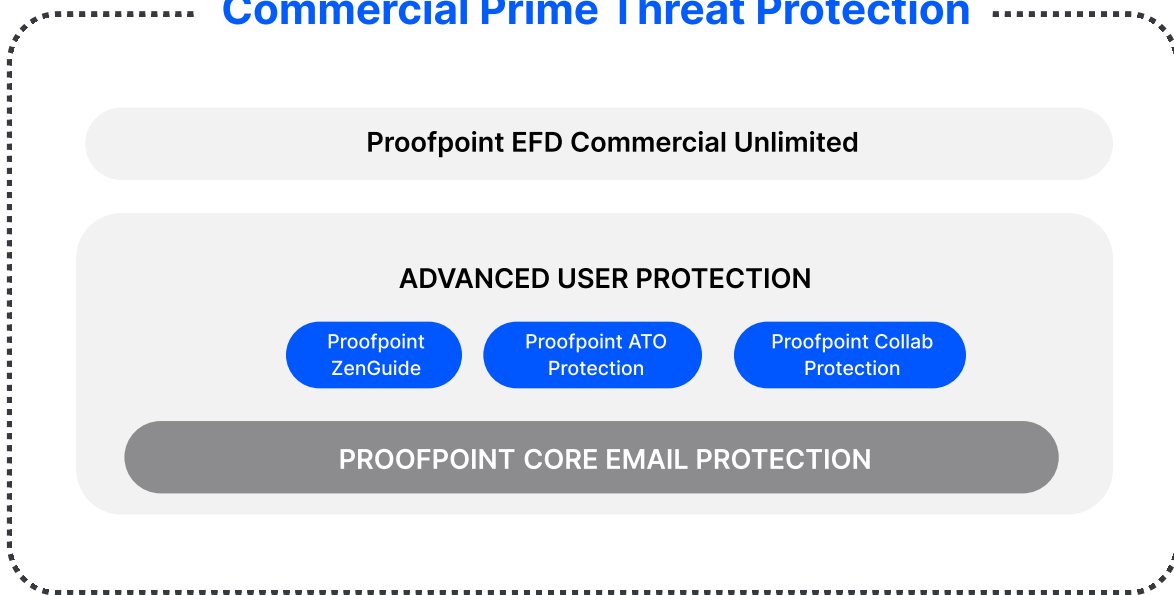 Commercial Prime Threat Protection
Proofpoint EFD Commercial Unlimited
ADVANCED USER PROTECTION
Proofpoint
ZenGuide
Proofpoint ATO
Protection
Proofpoint Collab
Protection
PROOFPOINT CORE EMAIL PROTECTION